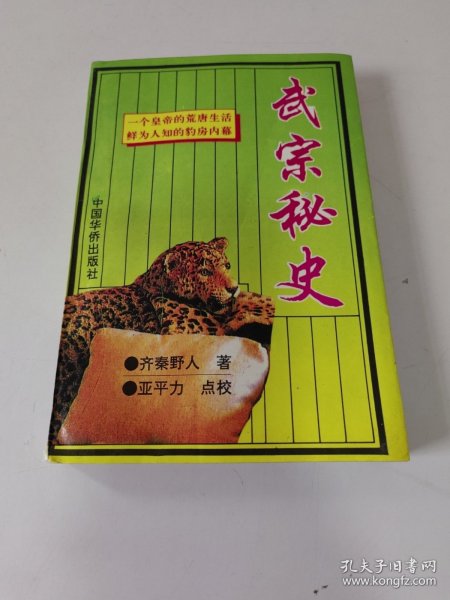 武宗秘史
一个皇帝的荒唐生活
鲜为人知的豹房内幕
中国华侨出版社
●齐秦野人 著
●亚平力 点校
孔夫子旧书网
www.kongfz.com